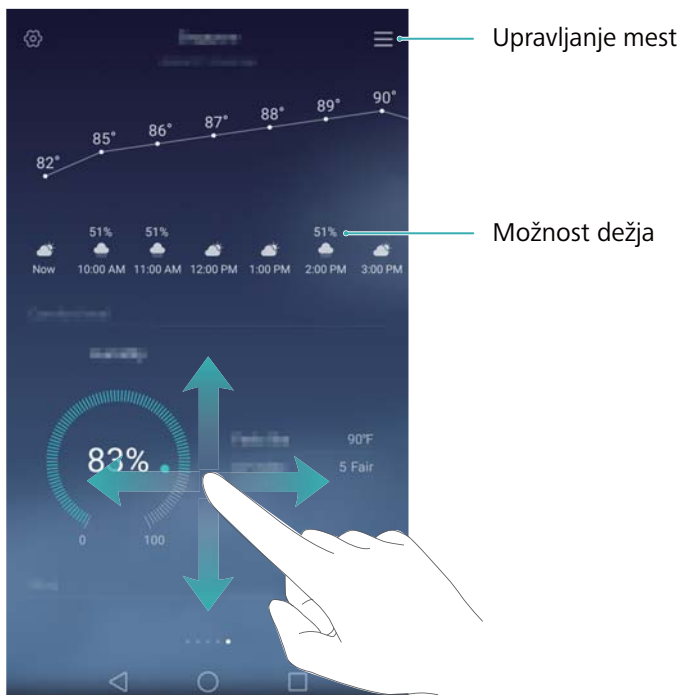 Upravljanje mest
82° 85° 86° 87° 88° 89° 90°
Možnost dežja
51% 51% 51%
Now 10:00 AM 11:00 AM 12:00 PM 1:00 PM 2:00 PM 3:00 PM
90°F
83%
5 Fair
0 100